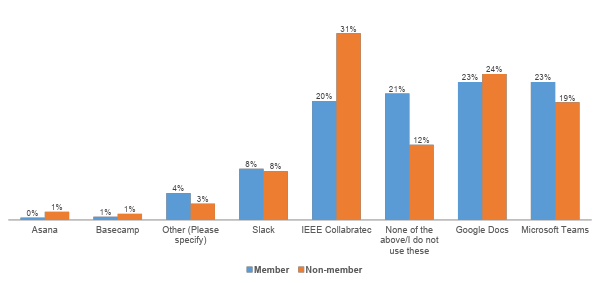 31%
24%
23%
23%
21%
20%
19%
12%
8%
8%
4%
3%
0%
1%
1%
1%
Asana
Basecamp
Other (Please
specify)
Slack
IEEE Collabratec
None of the
above/I do not
use these
Google Docs
Microsoft Teams
Member
Non-member